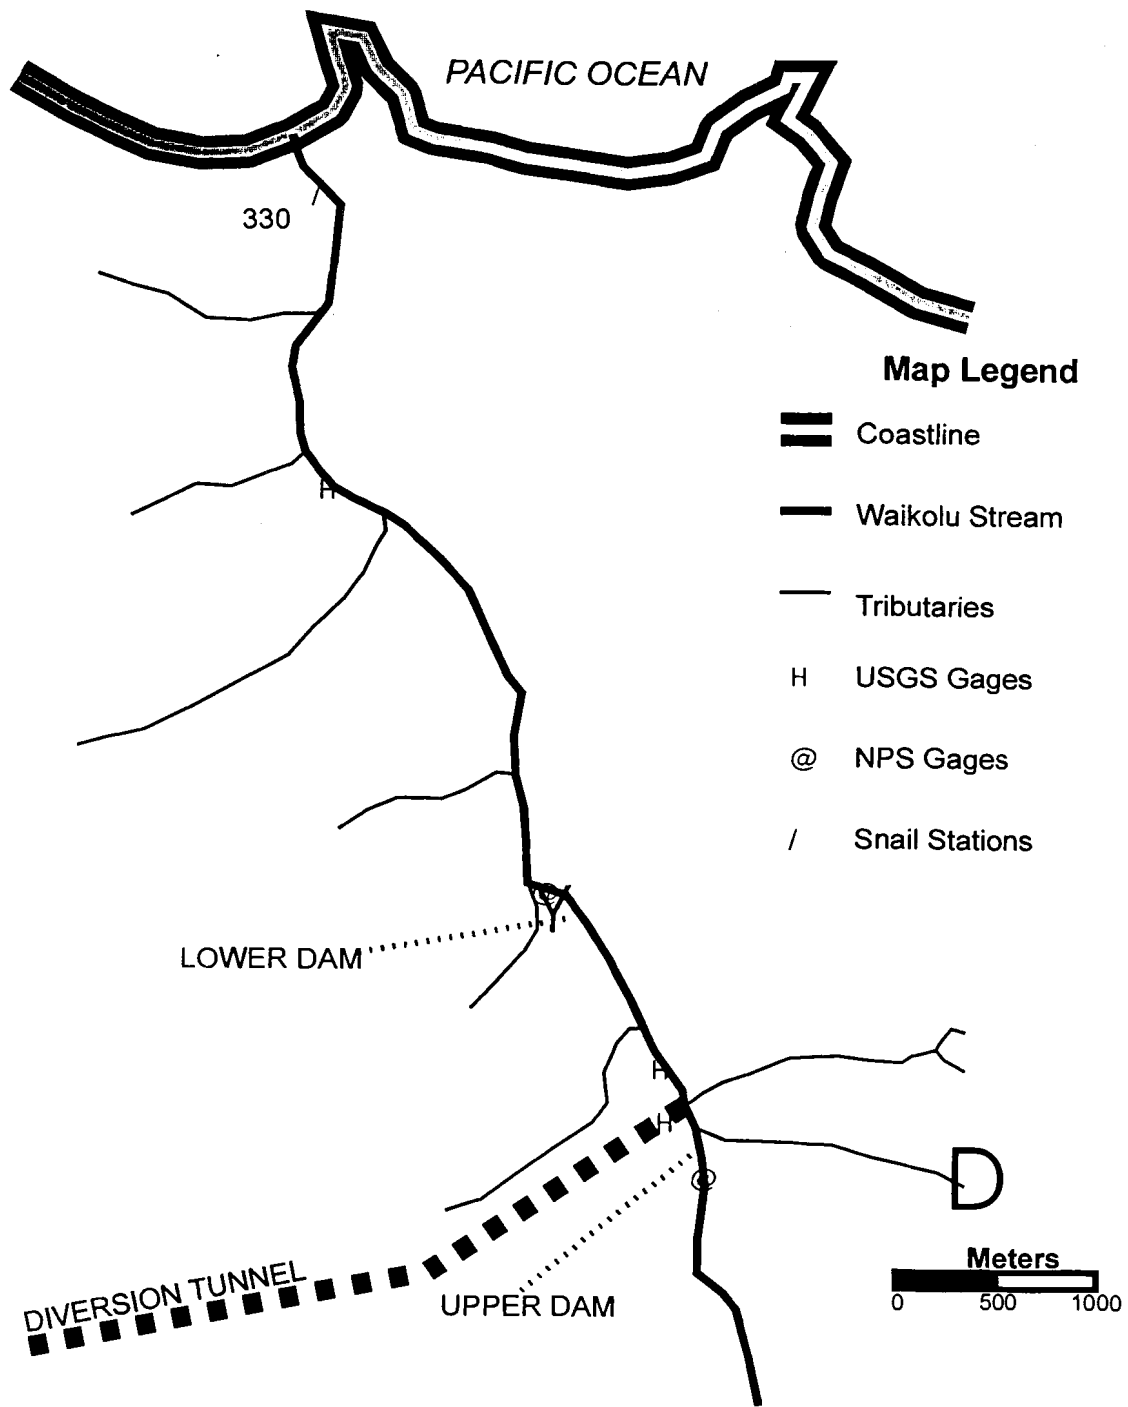 PACIFIC OCEAN
330
Map Legend
Coastline
Waikolu Stream
Tributaries
H USGS Gages
@ NPS Gages
/ Snail Stations
H
@
LOWER DAM
H
H
@
D
DIVERSION TUNNEL
UPPER DAM
Meters
0 500 1000